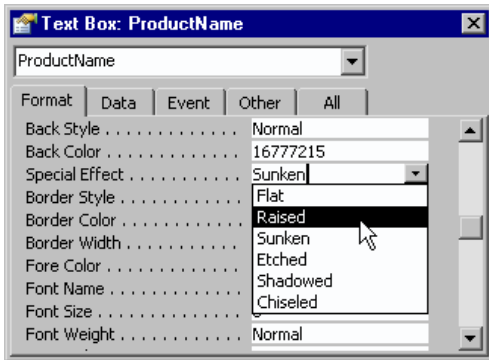 Text Box: ProductName
ProductName
Format Data Event Other All
Back Style . . . . . . . . . . . . . Normal
Back Color . . . . . . . . . . . . 16777215
Special Effect . . . . . . . . . . . Sunken
Border Style . . . . . . . . . . . . Flat
Border Color . . . . . . . . . . . Raised
Border Width . . . . . . . . . . . Sunken
Fore Color . . . . . . . . . . . . Etched
Font Name . . . . . . . . . . . . Shadowed
Font Size . . . . . . . . . . . . . Chiseled
Font Weight . . . . . . . . . . . Normal